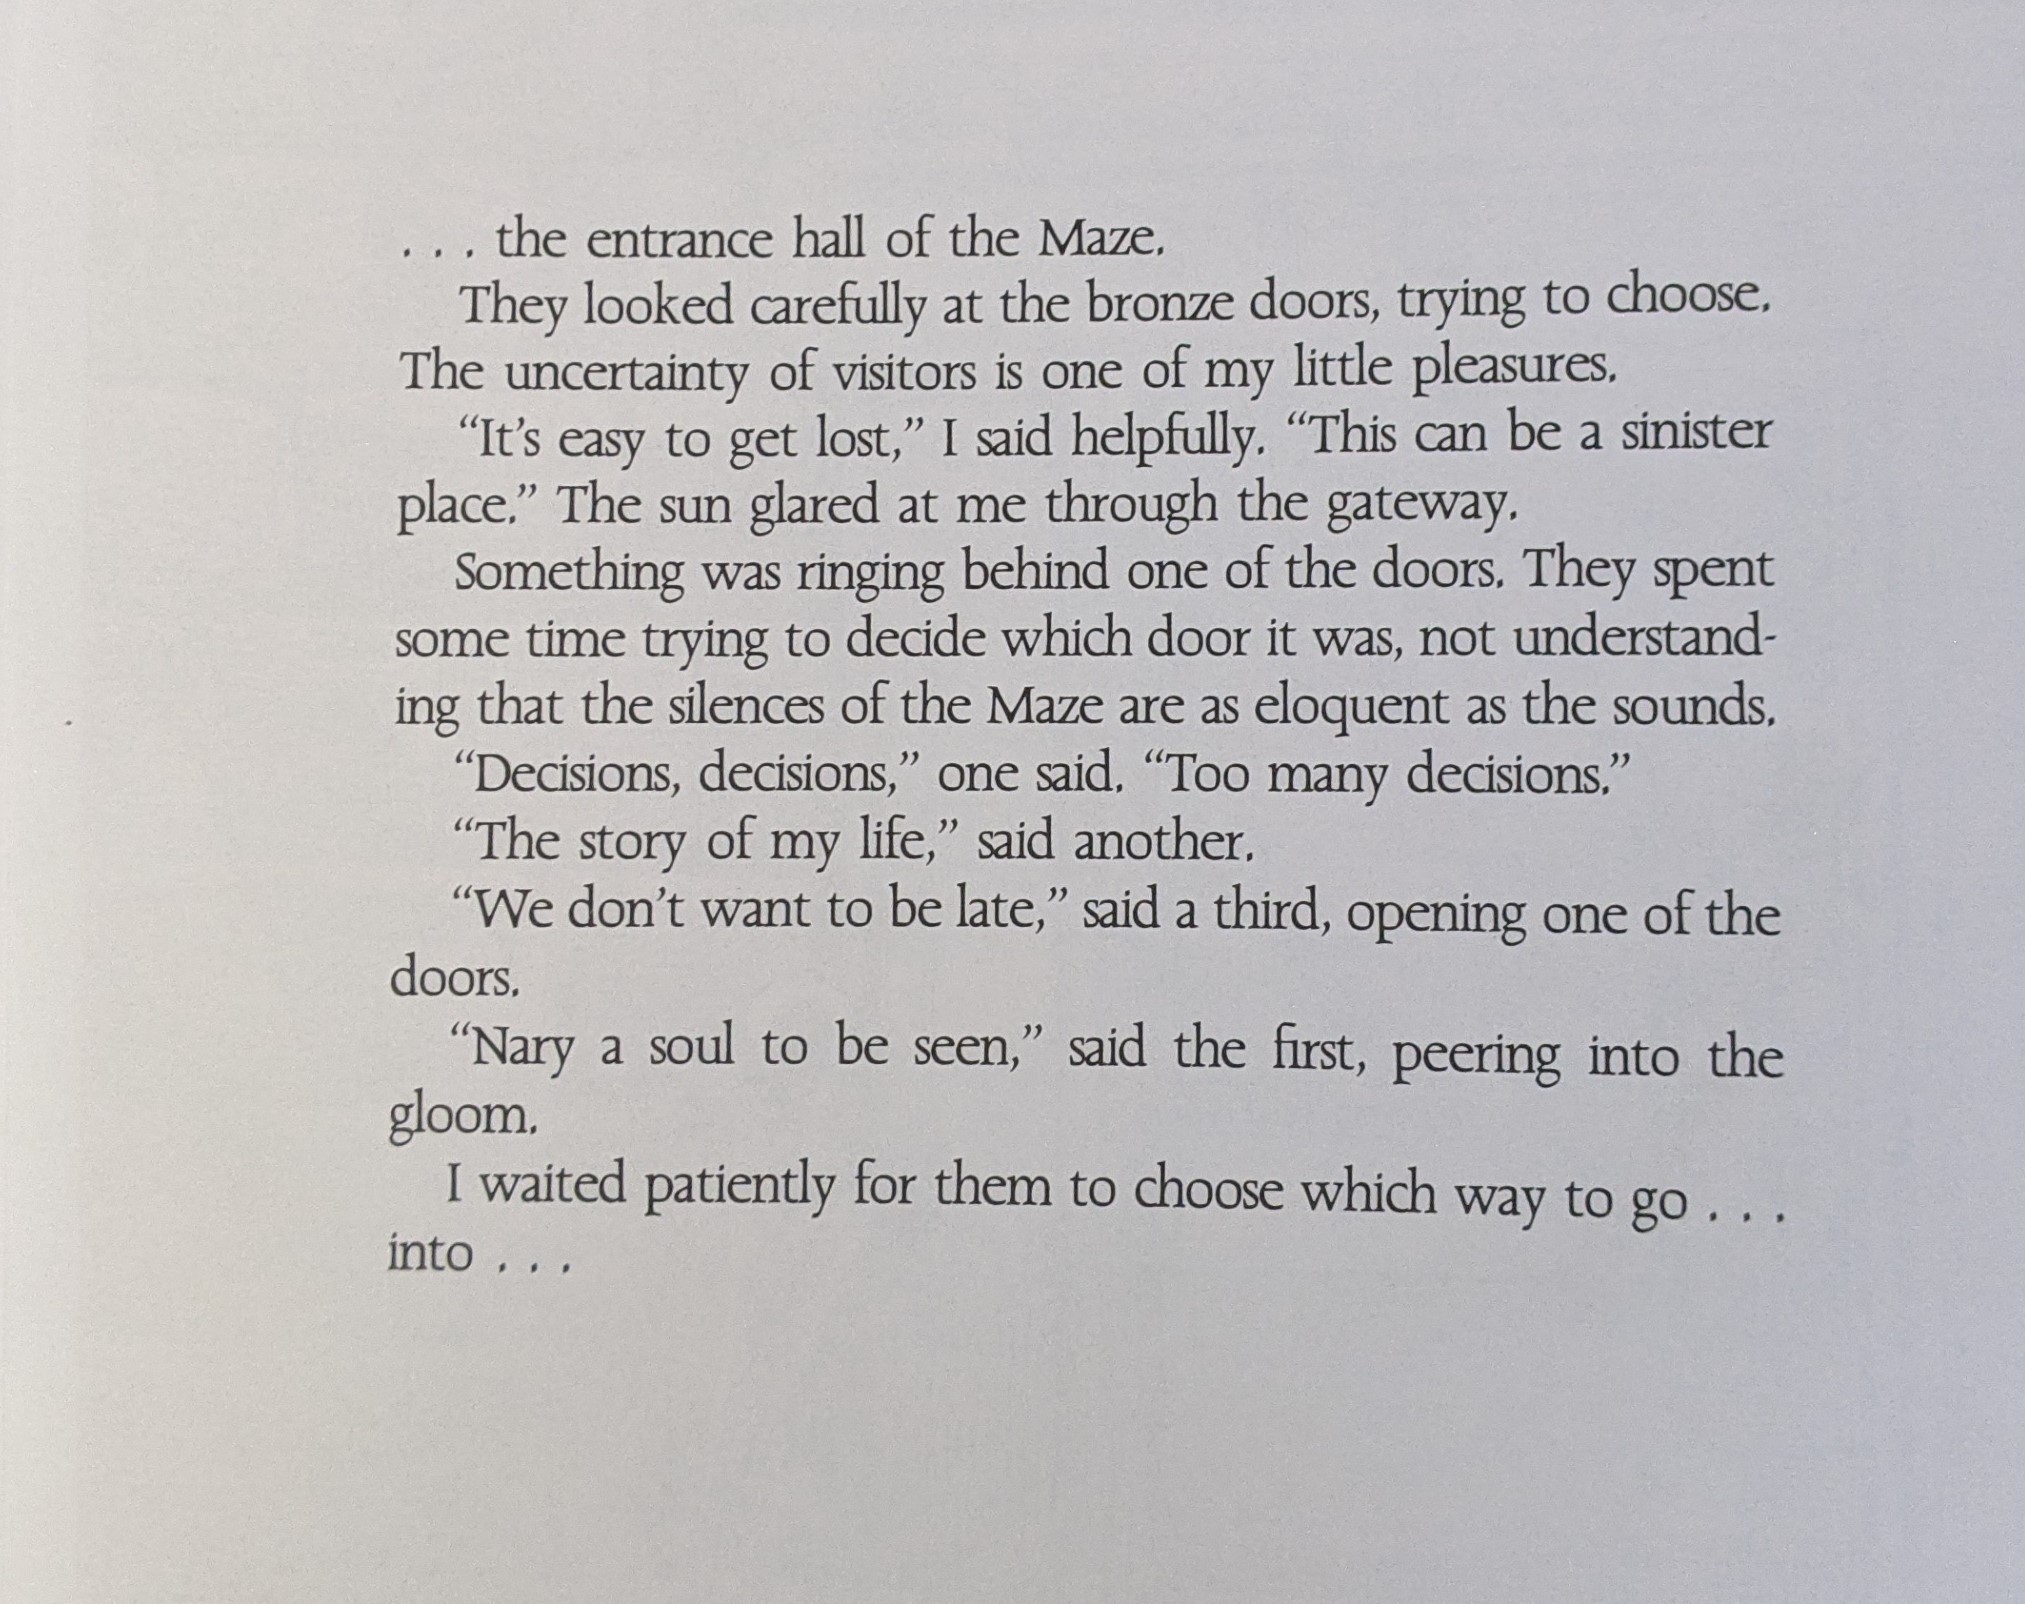 . . . the entrance hall of the Maze.
They looked carefully at the bronze doors, trying to choose.
The uncertainty of visitors is one of my little pleasures.
“It’s easy to get lost,” I said helpfully. “This can be a sinister
place.” The sun glared at me through the gateway.
Something was ringing behind one of the doors. They spent
some time trying to decide which door it was, not understand-
ing that the silences of the Maze are as eloquent as the sounds.
“Decisions, decisions,” one said. “Too many decisions.”
“The story of my life,” said another.
“We don’t want to be late,” said a third, opening one of the
doors.
“Nary a soul to be seen,” said the first, peering into the
gloom.
I waited patiently for them to choose which way to go . . .
into . . .